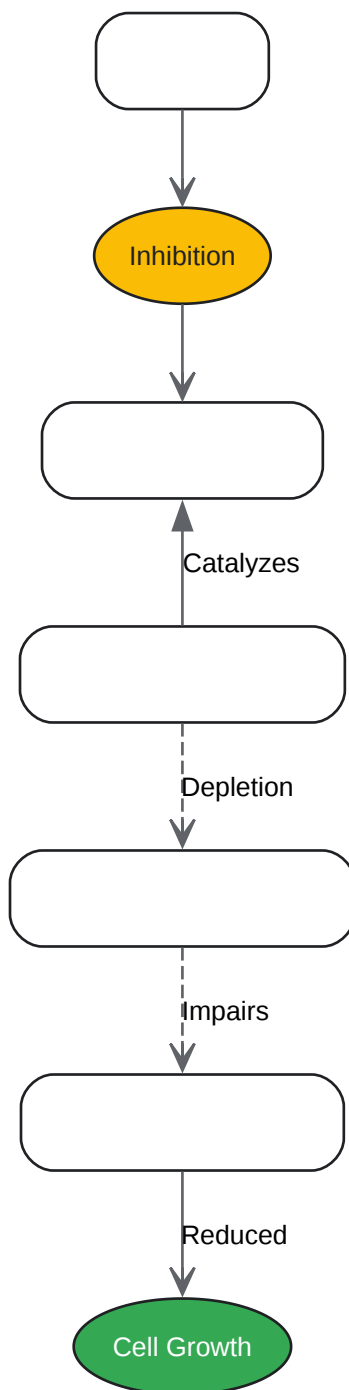 Inhibition
Catalyzes
Depletion
Impairs
Reduced
Cell Growth